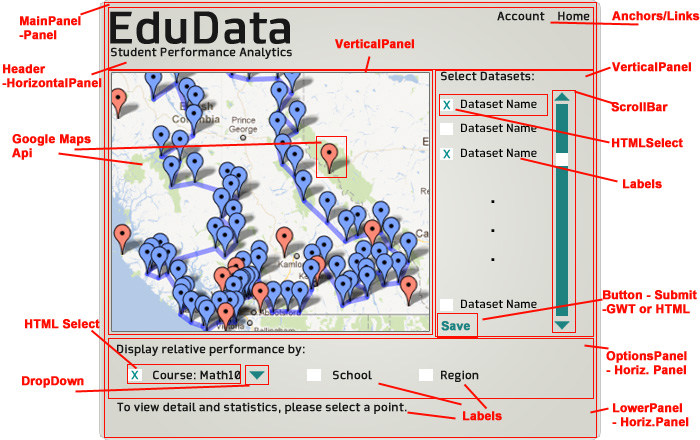 MainPanel
-Panel
EduData
Student Performance Analytics
Account Home
Anchors/Links
Header
-HorizontalPanel
VerticalPanel
Select Datasets:
VerticalPanel
ScrollBar
X Dataset Name
Dataset Name
X Dataset Name
HTMLSelect
Labels
Google Maps
Api
Prince
George
Columbia
Kamloo
Bellingham
Dataset Name
Save
Button - Submit
-GWT or HTML
HTML Select
Display relative performance by:
OptionsPanel
- Horiz. Panel
X Course: Math10
School
Region
DropDown
To view detail and statistics, please select a point.
Labels
LowerPanel
- Horiz.Panel